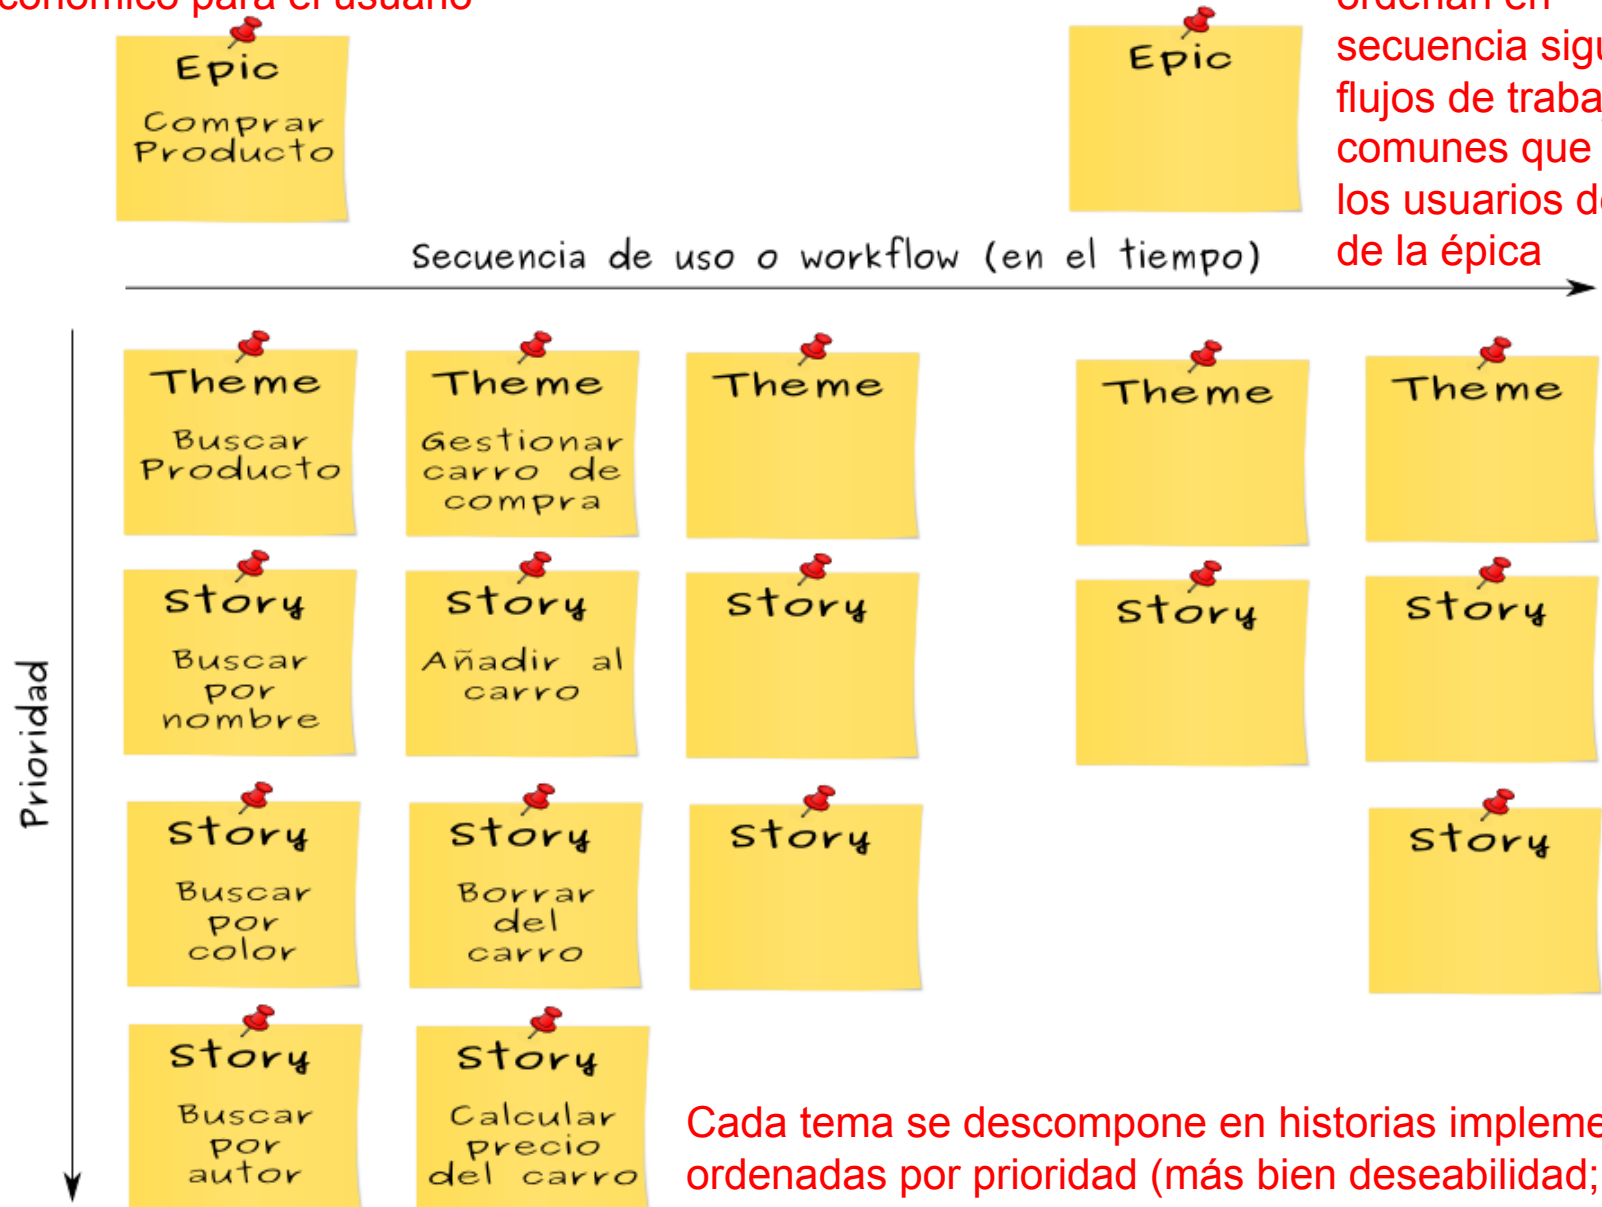 para el usuario
Epic
Comprar
Producto
Epic
ordenan en
secuencia
flujos de
comunes que
los usuarios
de la épica
Secuencia de uso o workflow (en el tiempo)
Prioridad
Theme
Buscar
Producto
Theme
Gestionar
carro de
compra
Theme
Theme
Theme
Story
Buscar
por
nombre
Story
Añadir al
carro
Story
Story
Story
Story
Buscar
por
color
Story
Borrar
del
carro
Story
Story
Story
Buscar
por
autor
Story
Calcular
precio
del carro
Cada tema se descompone en historias
ordenadas por prioridad (más bien deseabilidad;